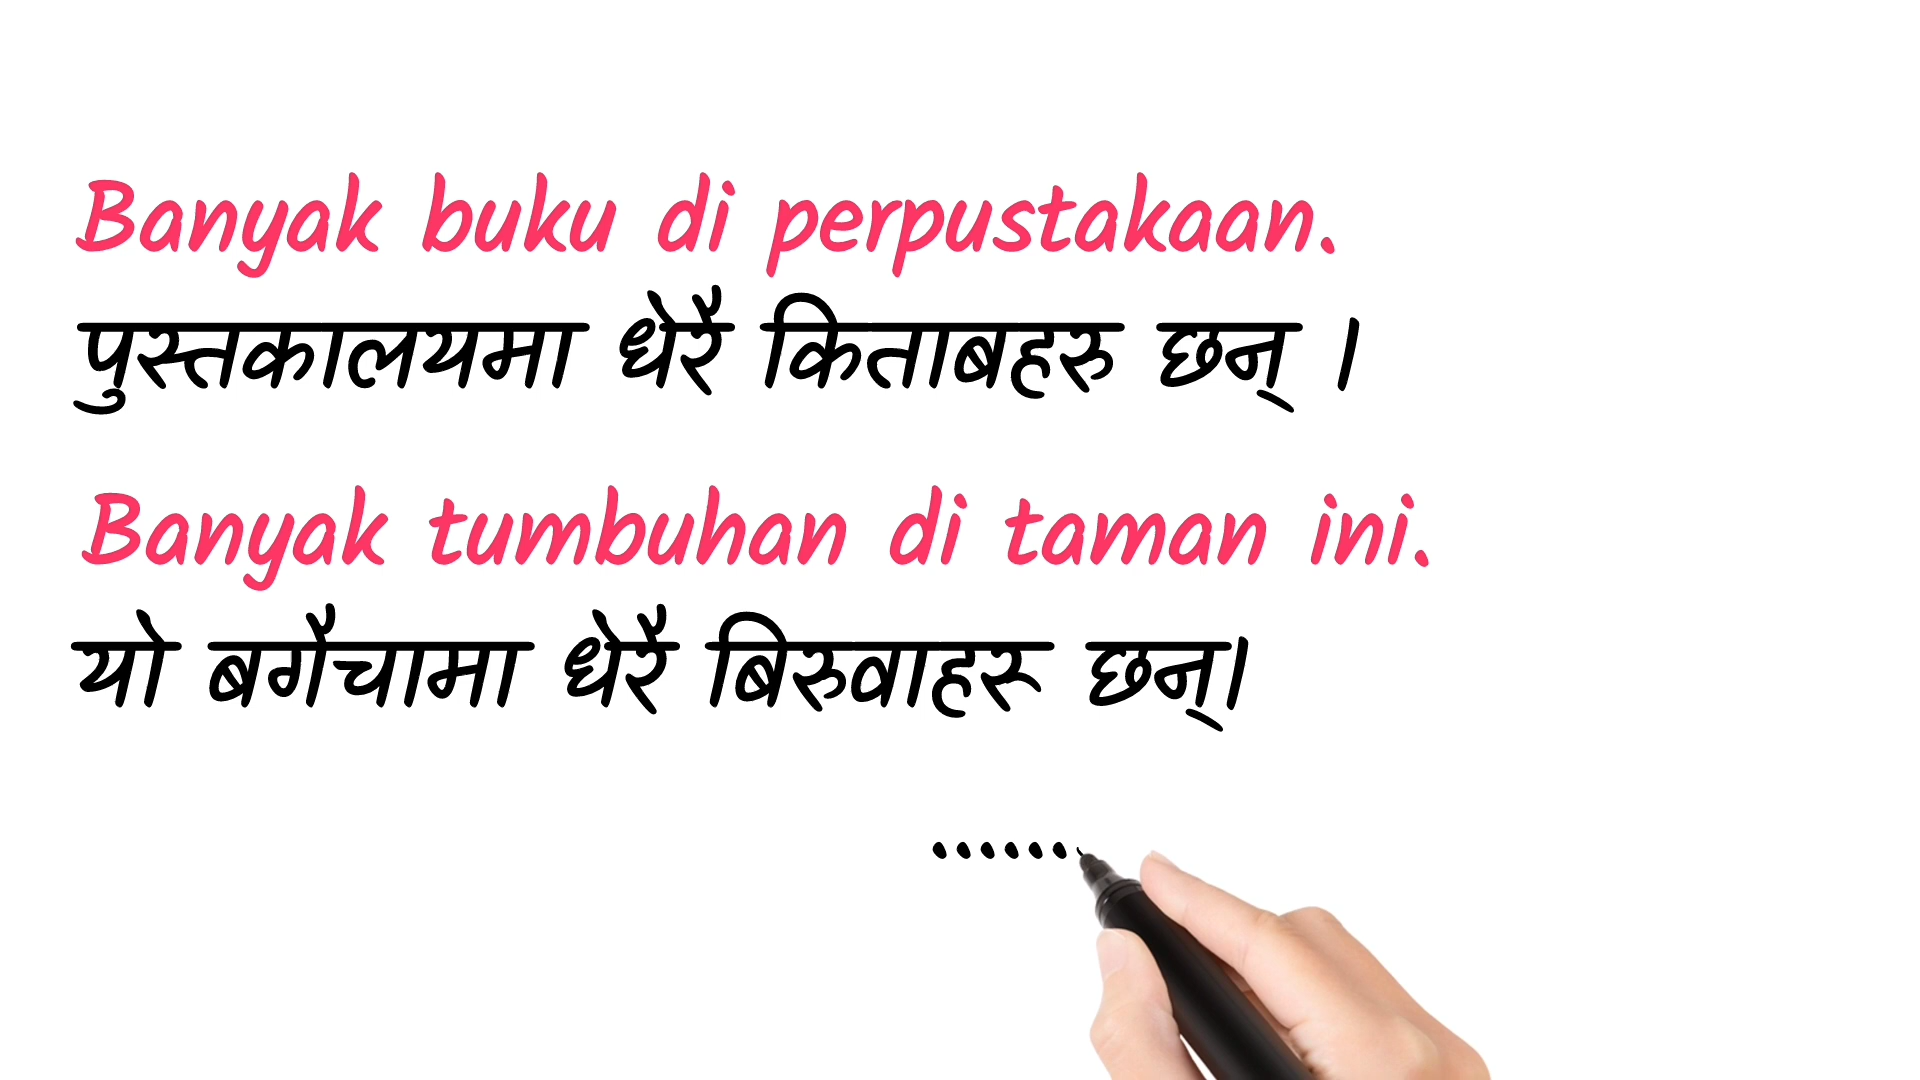 Banyak buku di perpustakaan.
पुस्तकालयमा धेरै किताबहरु छन् ।
Banyak tumbuhan di taman ini.
यो बगैचामा धेरै बिरुवाहरू छन्।
......